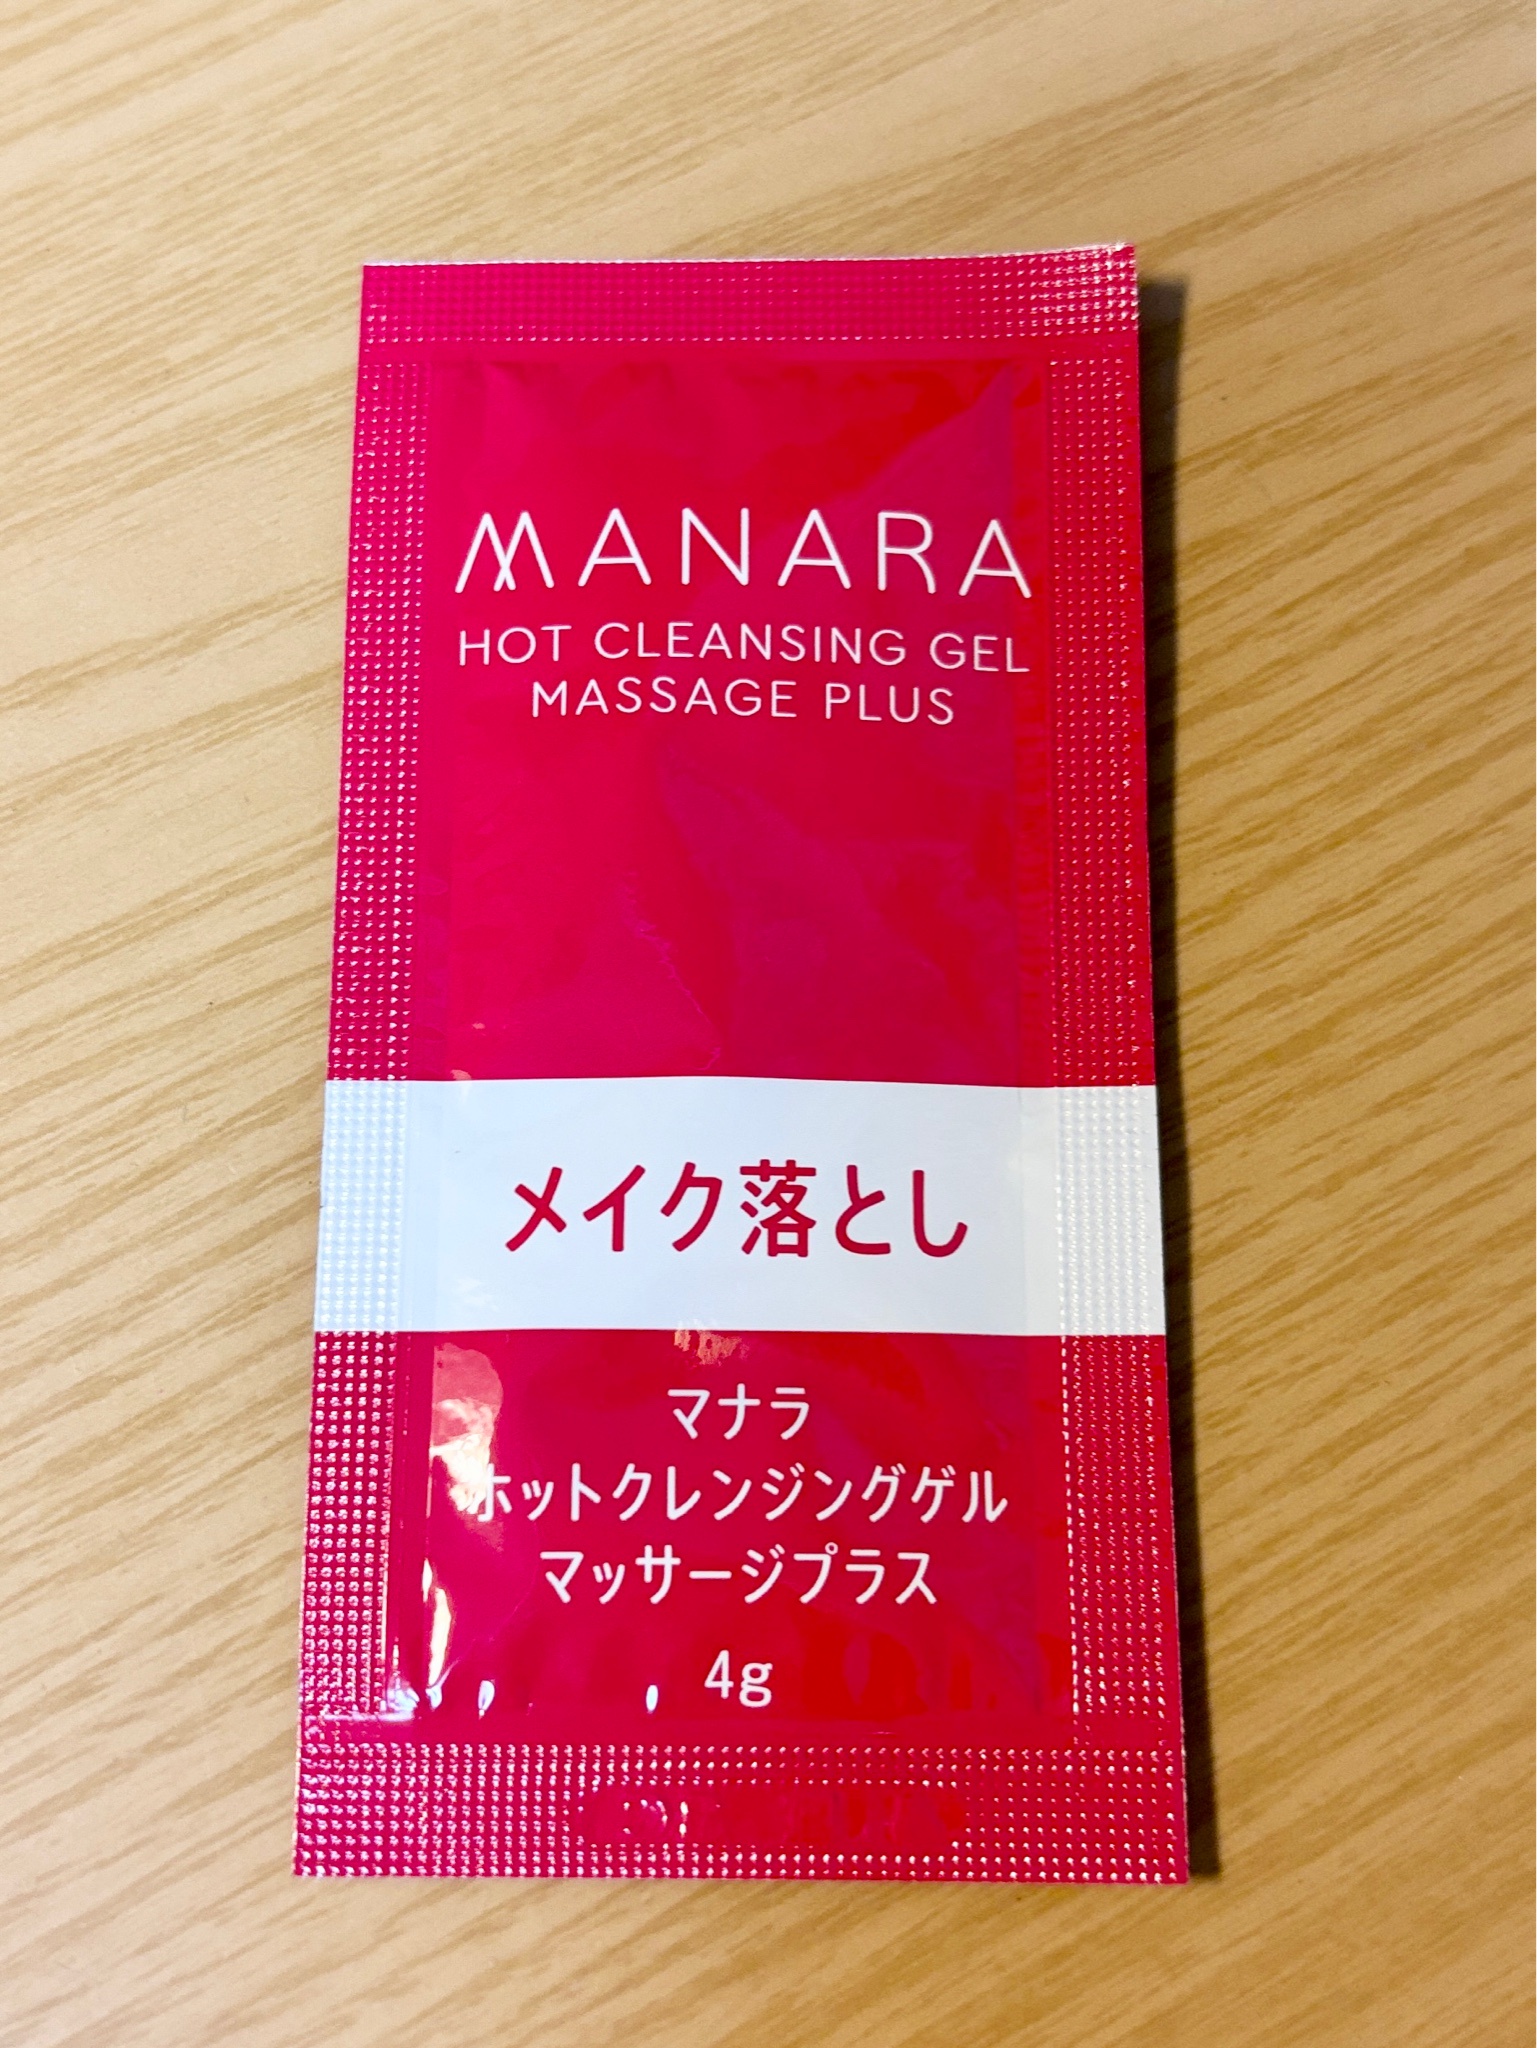 MANARA
HOT CLEANSING GEL
MASSAGE PLUS
メイク落とし
マナラ
ホットクレンジングゲル
マッサージプラス
4g